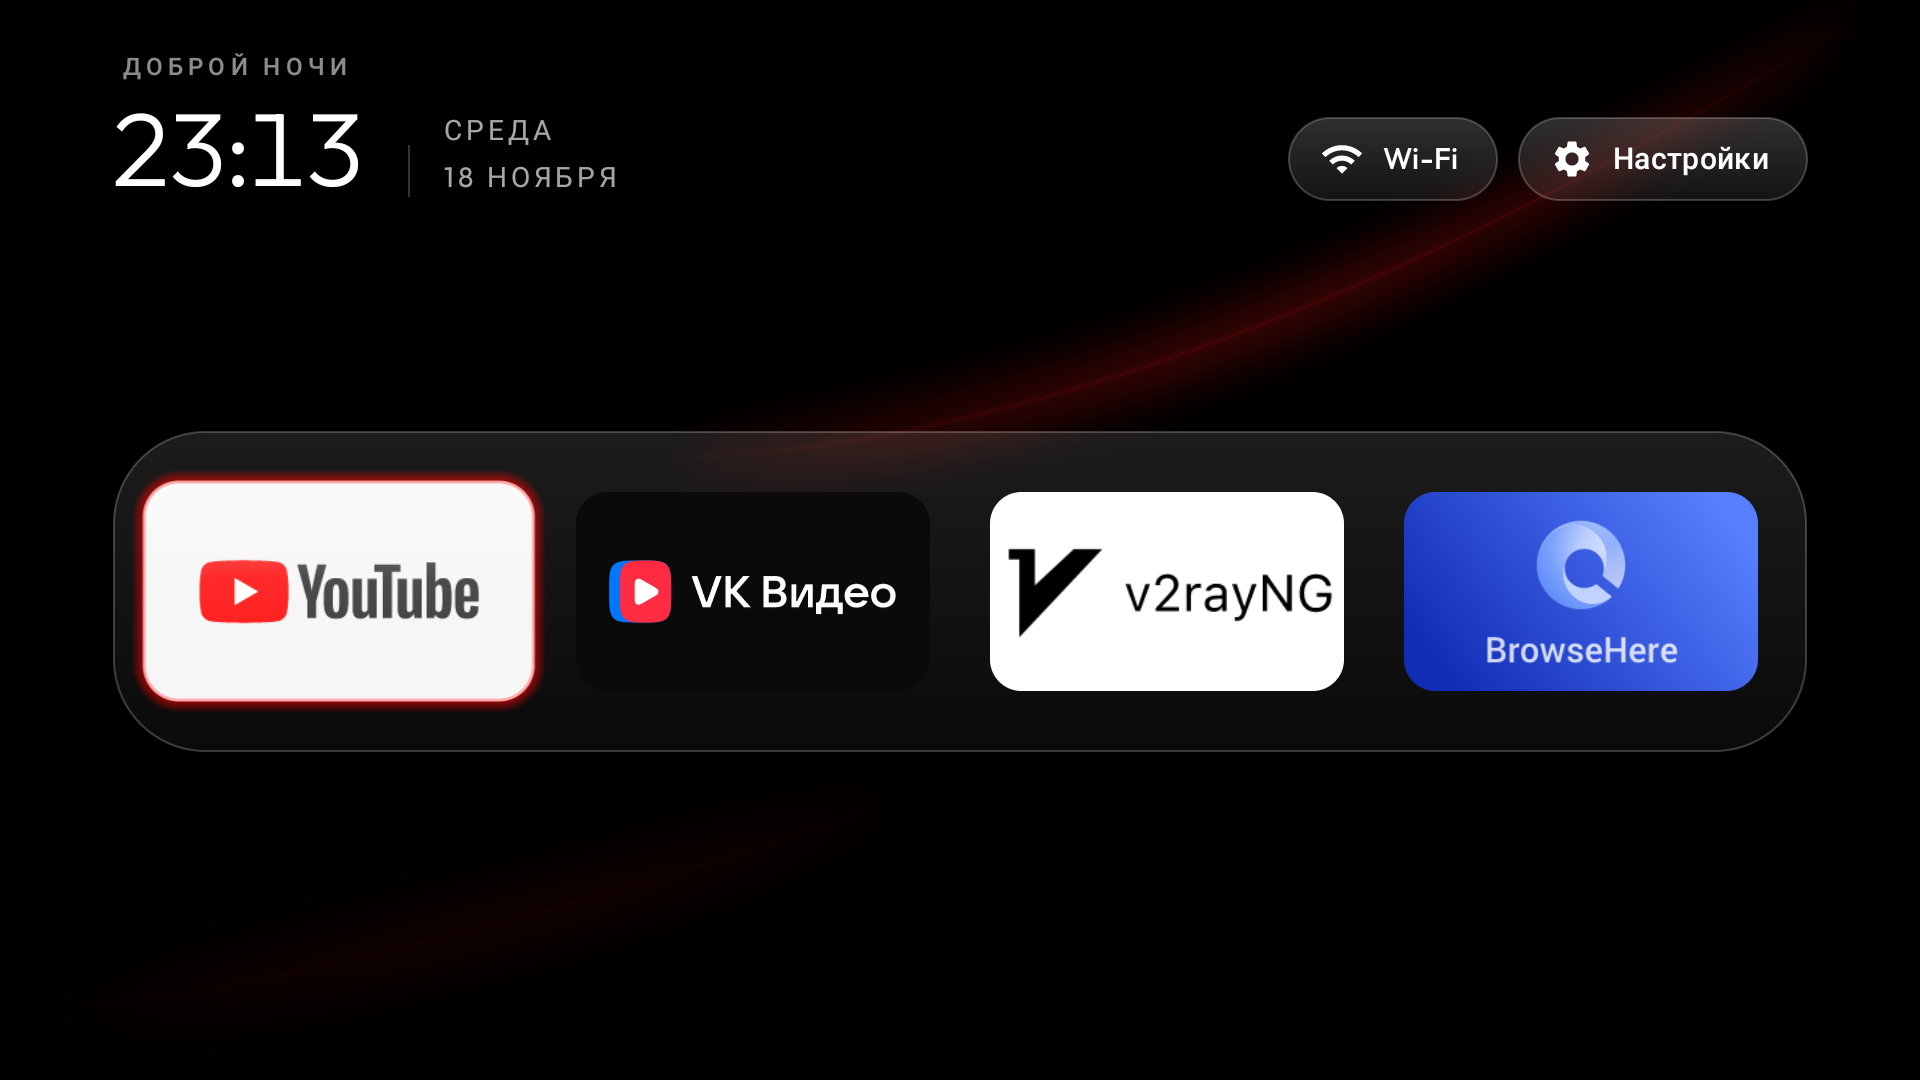 ДОБРОЙ НОЧИ
23:13
СРЕДА
18 НОЯБРЯ
Wi-Fi
Настройки
YouTube
VK Видео
v2rayNG
BrowseHere